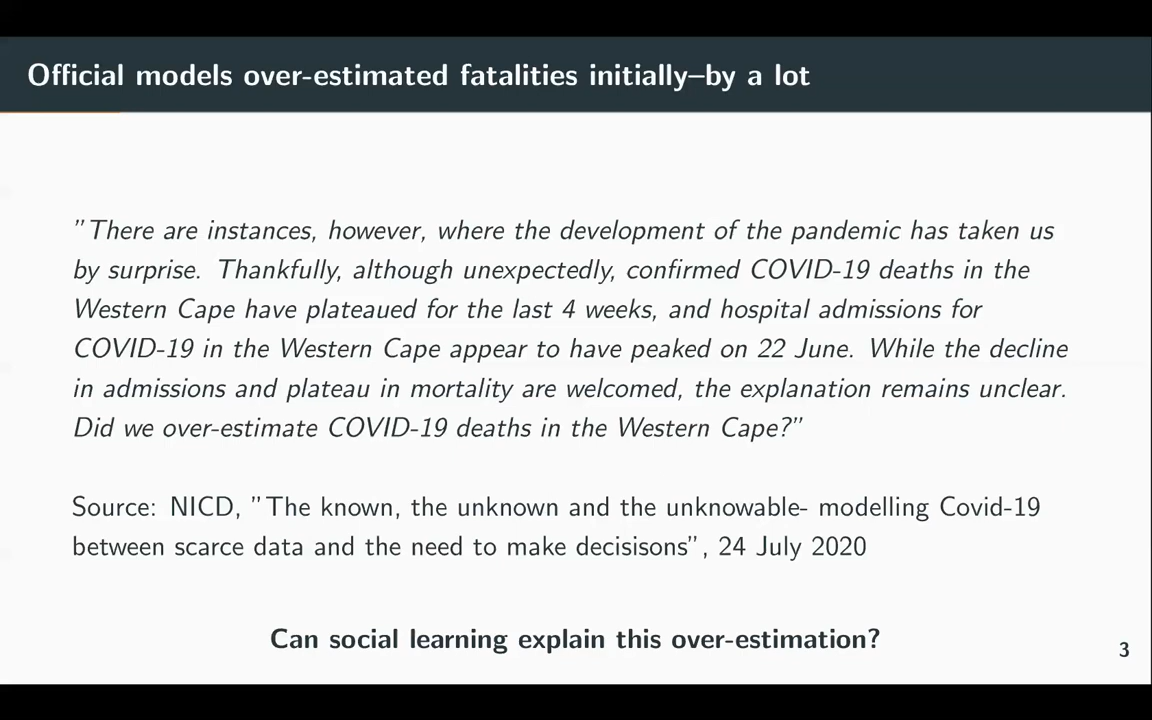 Official models over-estimated fatalities initially–by a lot
”There are instances, however, where the development of the pandemic has taken us
by surprise. Thankfully, although unexpectedly, confirmed COVID-19 deaths in the
Western Cape have plateaued for the last 4 weeks, and hospital admissions for
COVID-19 in the Western Cape appear to have peaked on 22 June. While the decline
in admissions and plateau in mortality are welcomed, the explanation remains unclear.
Did we over-estimate COVID-19 deaths in the Western Cape?”
Source: NICD, ”The known, the unknown and the unknowable- modelling Covid-19
between scarce data and the need to make decisisons”, 24 July 2020
Can social learning explain this over-estimation?
3